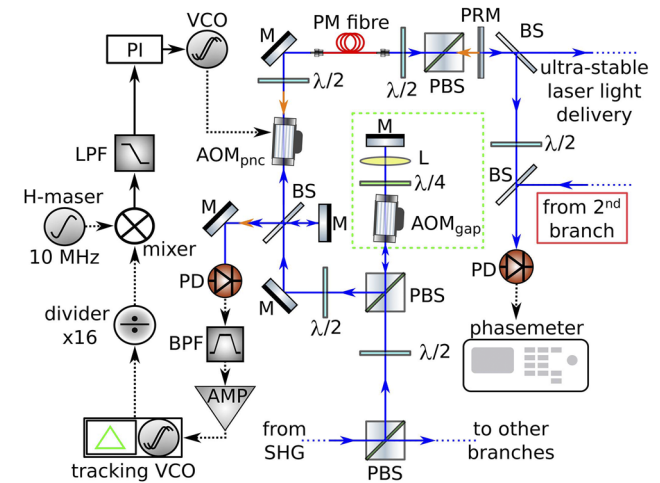 VCO
PI
M
PM fibre
PRM
BS
λ/2
λ/2
PBS
ultra-stable
laser light
delivery
LPF
AOMpnc
M
L
λ/4
AOMgap
λ/2
BS
from 2nd
branch
H-maser
10 MHz
mixer
M
BS
M
PD
M
PBS
PD
divider
x16
BPF
λ/2
λ/2
phasemeter
AMP
from
SHG
to other
branches
PBS
tracking VCO